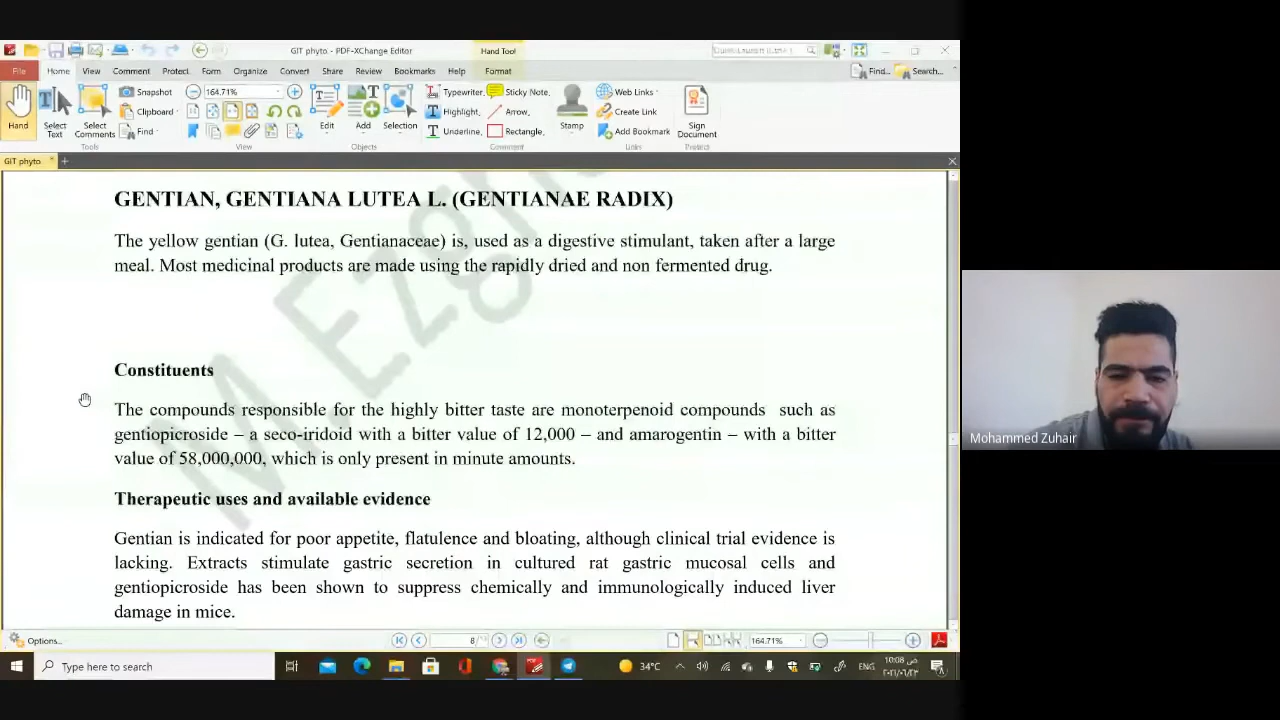 GIT phyto - PDF-XChange Editor
Hand Tool
File Home View Comment Protect Form Organize Convert Share Review Bookmarks Help Format
Find... Search...
Snapshot 164.71% Typewriter Sticky Note Web Links
Clipboard Highlight Arrow Create Link
Find Underline Rectangle Add Bookmark
Hand Select Text Select Comments Edit Add Selection Stamp Sign Document
Tools View Objects Comment Links Protect
GIT phyto
GENTIAN, GENTIANA LUTEA L. (GENTIANAE RADIX)
The yellow gentian (G. lutea, Gentianaceae) is, used as a digestive stimulant, taken after a large
meal. Most medicinal products are made using the rapidly dried and non fermented drug.
Constituents
The compounds responsible for the highly bitter taste are monoterpenoid compounds such as
gentiopicroside – a seco-iridoid with a bitter value of 12,000 – and amarogentin – with a bitter
value of 58,000,000, which is only present in minute amounts.
Therapeutic uses and available evidence
Gentian is indicated for poor appetite, flatulence and bloating, although clinical trial evidence is
lacking. Extracts stimulate gastric secretion in cultured rat gastric mucosal cells and
gentiopicroside has been shown to suppress chemically and immunologically induced liver
damage in mice.
M Ezghe
Mohammed Zuhair
Options... 8 164.71%
Type here to search 34°C ENG 10:08 ص